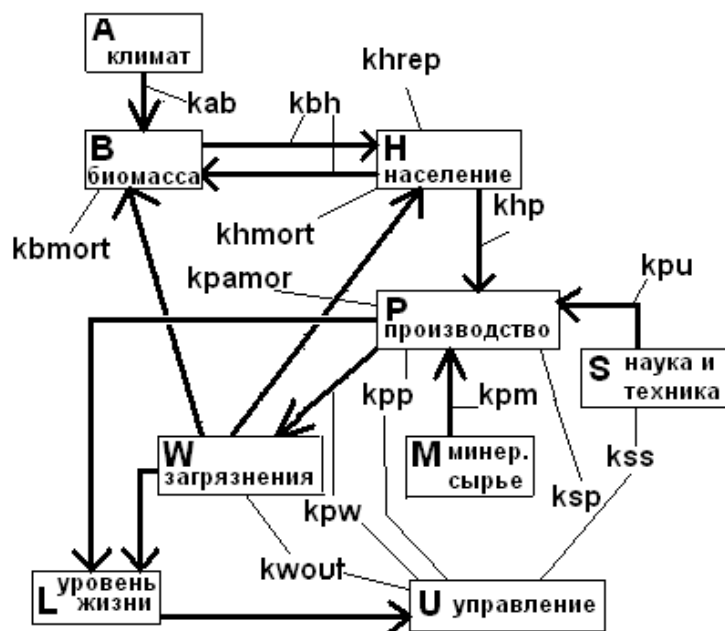 A
климат
kab
khrep
kbh
B
биомасса
H
население
kbmort
khmort
khp
kpamor
kpu
P
производство
S наука и
техника
kpp
kpm
W
загрязнения
M минер.
сырье
kss
ksp
kpw
kwout
L уровень
жизни
U управление